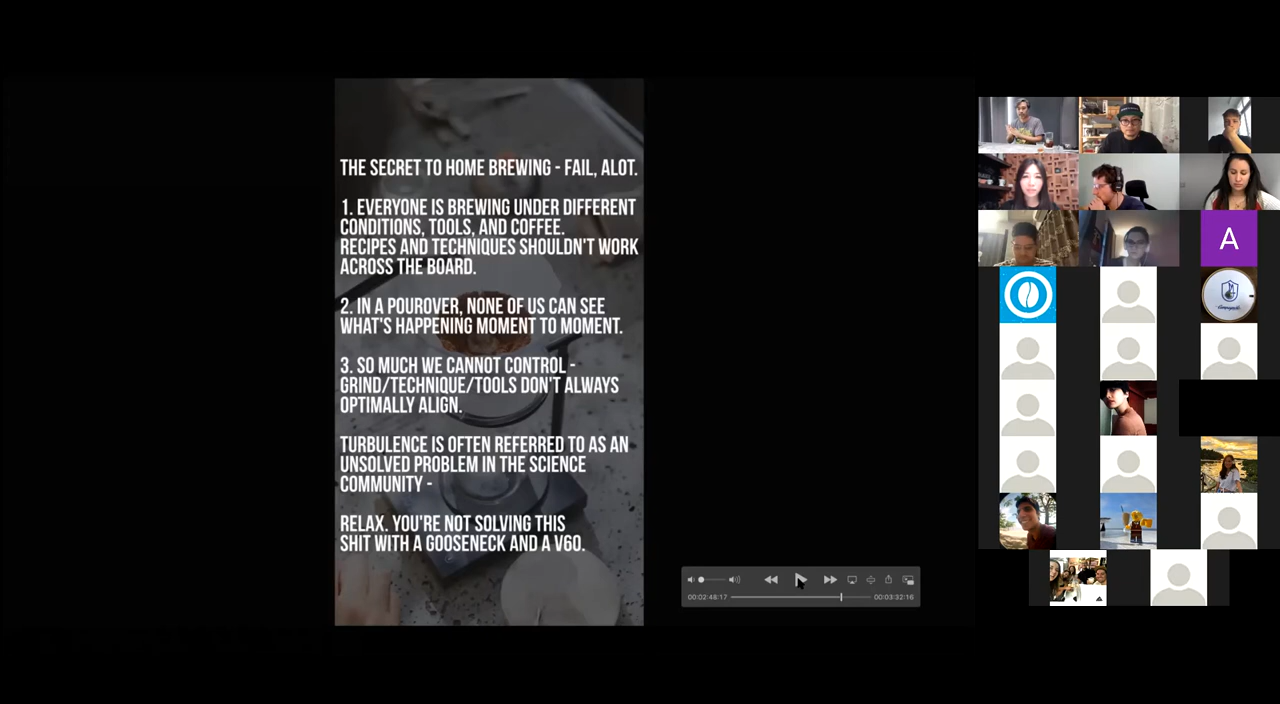 THE SECRET TO HOME BREWING - FAIL, ALOT.
1. EVERYONE IS BREWING UNDER DIFFERENT
CONDITIONS, TOOLS, AND COFFEE.
RECIPES AND TECHNIQUES SHOULDN'T WORK
ACROSS THE BOARD.
2. IN A POUROVER, NONE OF US CAN SEE
WHAT'S HAPPENING MOMENT TO MOMENT.
3. SO MUCH WE CANNOT CONTROL -
GRIND/TECHNIQUE/TOOLS DON'T ALWAYS
OPTIMALLY ALIGN.
TURBULENCE IS OFTEN REFERRED TO AS AN
UNSOLVED PROBLEM IN THE SCIENCE
COMMUNITY -
RELAX. YOU'RE NOT SOLVING THIS
SHIT WITH A GOOSENECK AND A V60.
00:02:48:17
00:03:32:16
A